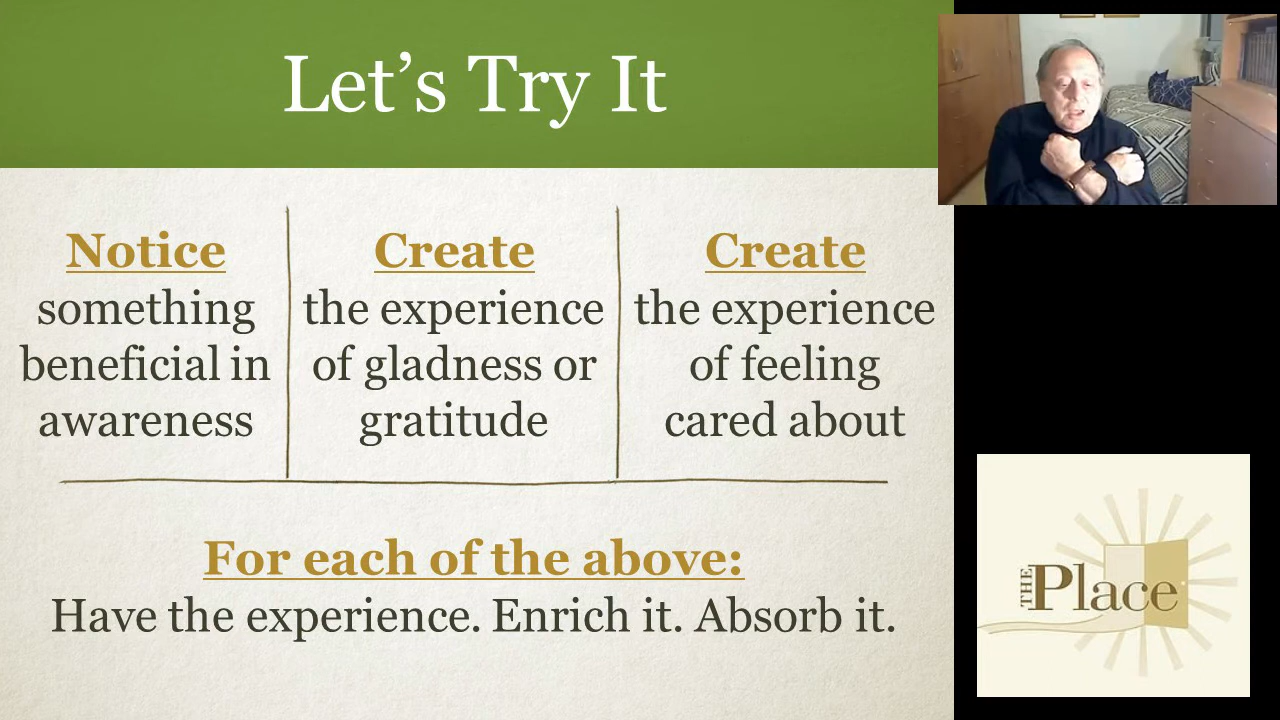 Let’s Try It
Notice
something
beneficial in
awareness
Create
the experience
of gladness or
gratitude
Create
the experience
of feeling
cared about
For each of the above:
Have the experience. Enrich it. Absorb it.
THE Place